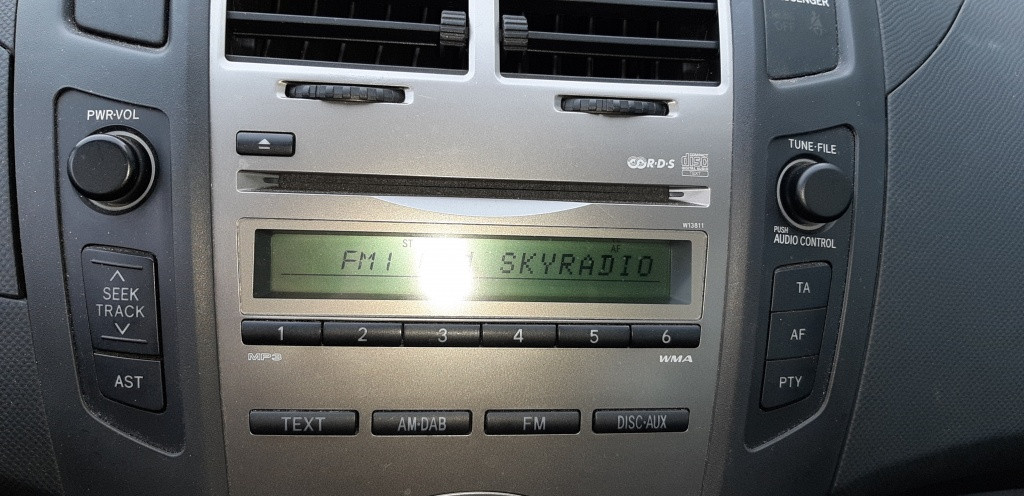 PWR·VOL
SEEK
TRACK
AST
R·D·S
disc
W13811
ST
AF
FM1 SKYRADIO
1 2 3 4 5 6
MP3
WMA
TEXT AM·DAB FM DISC·AUX
TUNE·FILE
PUSH
AUDIO CONTROL
TA
AF
PTY